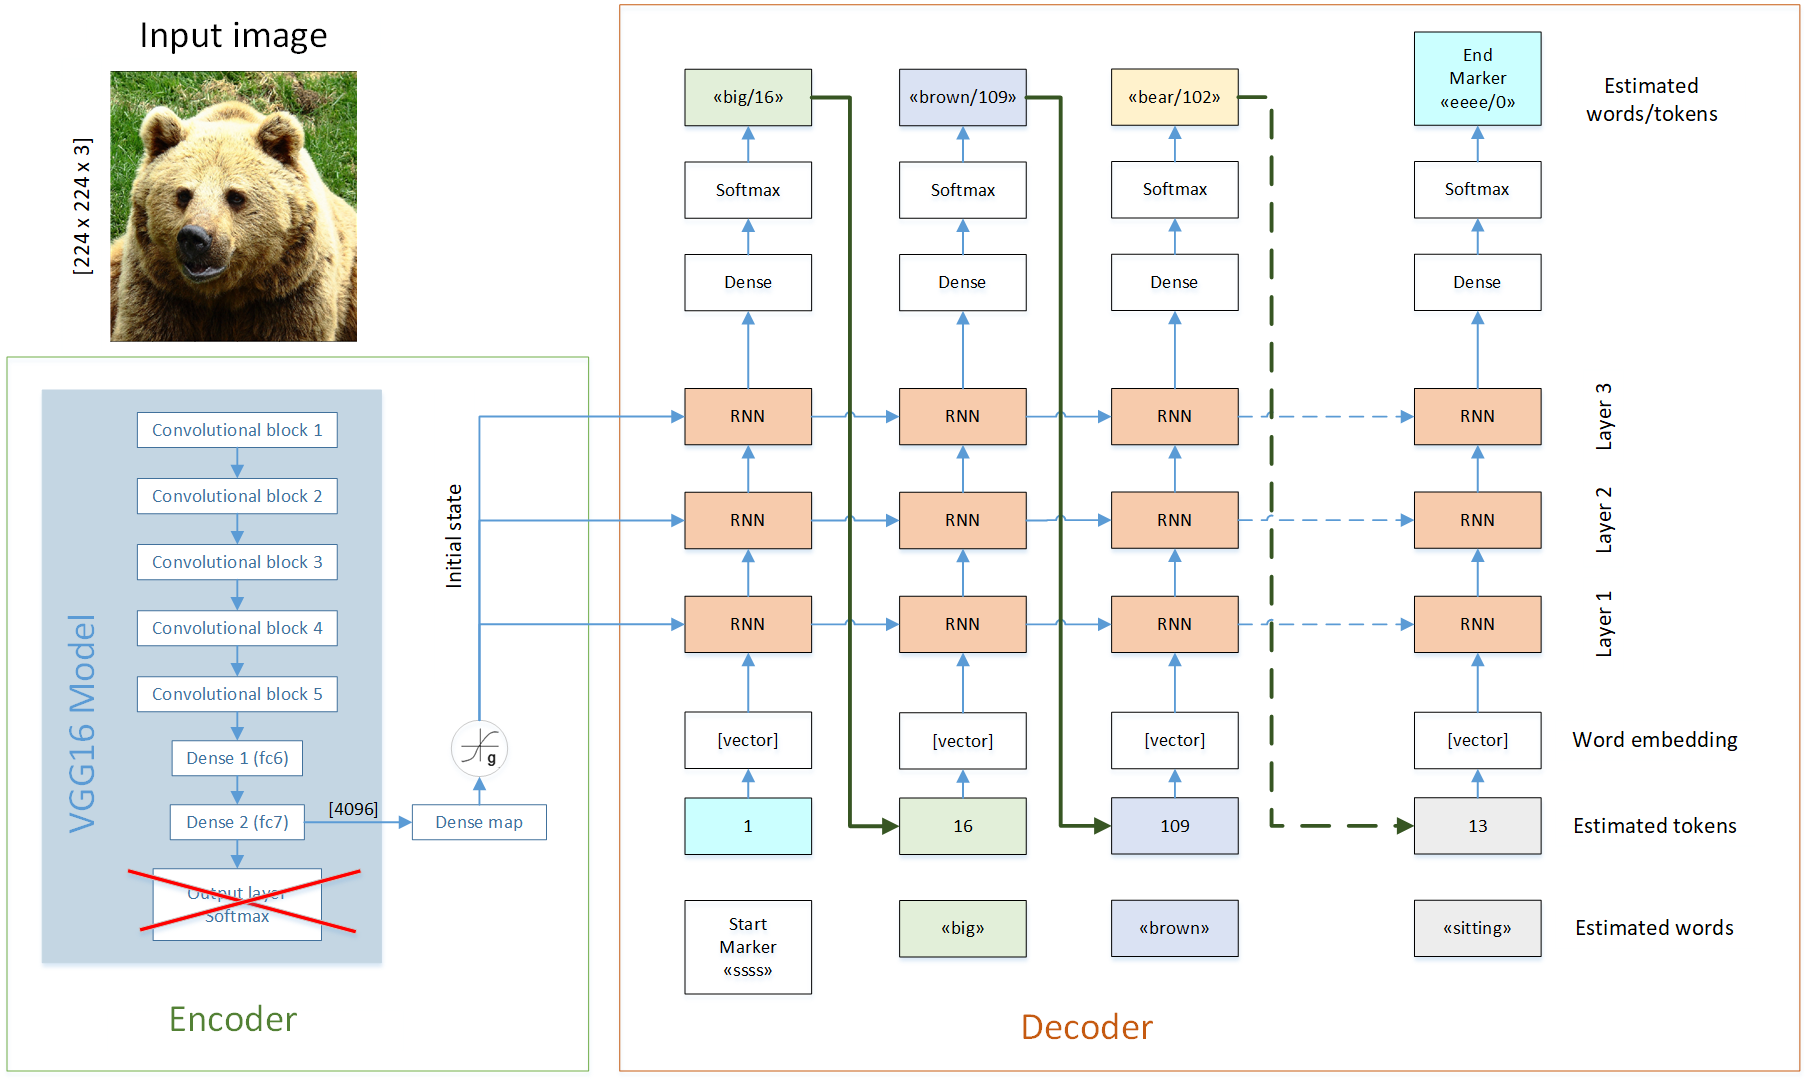 Input image
[224 x 224 x 3]
VGG16 Model
Convolutional block 1
Convolutional block 2
Convolutional block 3
Convolutional block 4
Convolutional block 5
Dense 1 (fc6)
Dense 2 (fc7)
[4096]
Dense map
Output layer
Softmax
Encoder
g
Initial state
«big/16»
«brown/109»
«bear/102»
End
Marker
«eeee/0»
Estimated
words/tokens
Softmax
Softmax
Softmax
Softmax
Dense
Dense
Dense
Dense
RNN
RNN
RNN
RNN
Layer 3
RNN
RNN
RNN
RNN
Layer 2
RNN
RNN
RNN
RNN
Layer 1
[vector]
[vector]
[vector]
[vector]
Word embedding
1
16
109
13
Estimated tokens
Start
Marker
«ssss»
«big»
«brown»
«sitting»
Estimated words
Decoder